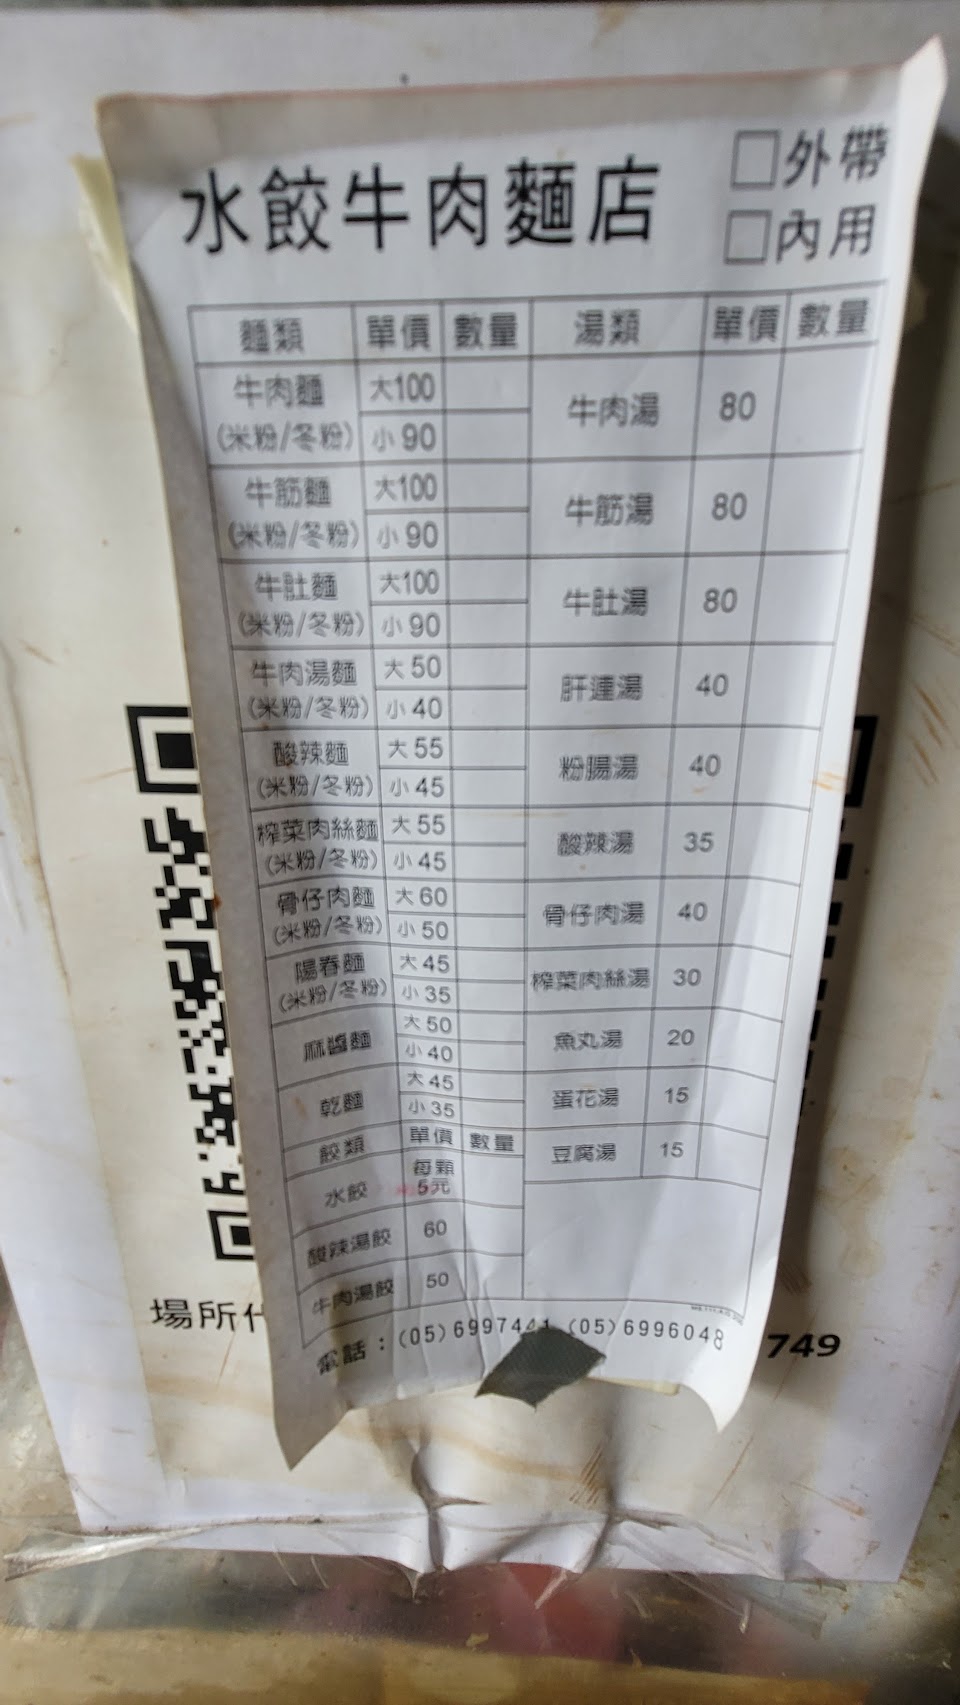 水餃牛肉麵店
□外帶
□內用
麵類 單價 數量 湯類 單價 數量
牛肉麵 大100 牛肉湯 80
(米粉/冬粉) 小90
牛筋麵 大100 牛筋湯 80
(米粉/冬粉) 小90
牛肚麵 大100 牛肚湯 80
(米粉/冬粉) 小90
牛肉湯麵 大50 肝連湯 40
(米粉/冬粉) 小40
酸辣麵 大55 粉腸湯 40
(米粉/冬粉) 小45
榨菜肉絲麵 大55 酸辣湯 35
(米粉/冬粉) 小45
骨仔肉麵 大60 骨仔肉湯 40
(米粉/冬粉) 小50
陽春麵 大45 榨菜肉絲湯 30
(米粉/冬粉) 小35
麻醬麵 大50 魚丸湯 20
小40
乾麵 大45 蛋花湯 15
小35
餃類 單價 數量 豆腐湯 15
水餃 每顆
5元
酸辣湯餃 60
牛肉湯餃 50
電話：(05)6997441 (05)6996048
場所代
749